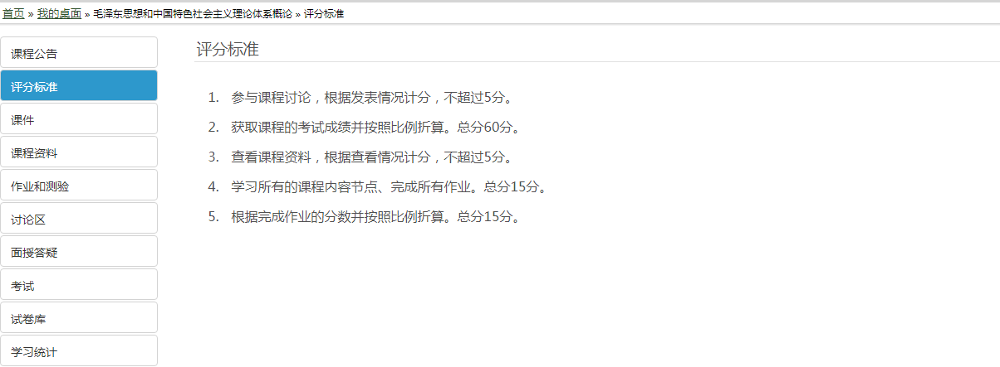 首页 » 我的桌面 » 毛泽东思想和中国特色社会主义理论体系概论 » 评分标准
课程公告
评分标准
课件
课程资料
作业和测验
讨论区
面授答疑
考试
试卷库
学习统计
评分标准
1. 参与课程讨论，根据发表情况计分，不超过5分。
2. 获取课程的考试成绩并按照比例折算。总分60分。
3. 查看课程资料，根据查看情况计分，不超过5分。
4. 学习所有的课程内容节点、完成所有作业。总分15分。
5. 根据完成作业的分数并按照比例折算。总分15分。